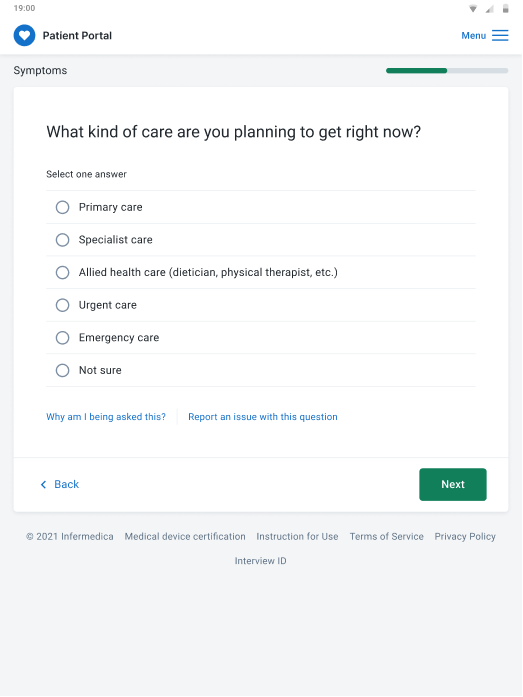 19:00
Patient Portal
Menu
Symptoms
What kind of care are you planning to get right now?
Select one answer
Primary care
Specialist care
Allied health care (dietician, physical therapist, etc.)
Urgent care
Emergency care
Not sure
Why am I being asked this? Report an issue with this question
Back
Next
© 2021 Infermedica Medical device certification Instruction for Use Terms of Service Privacy Policy
Interview ID